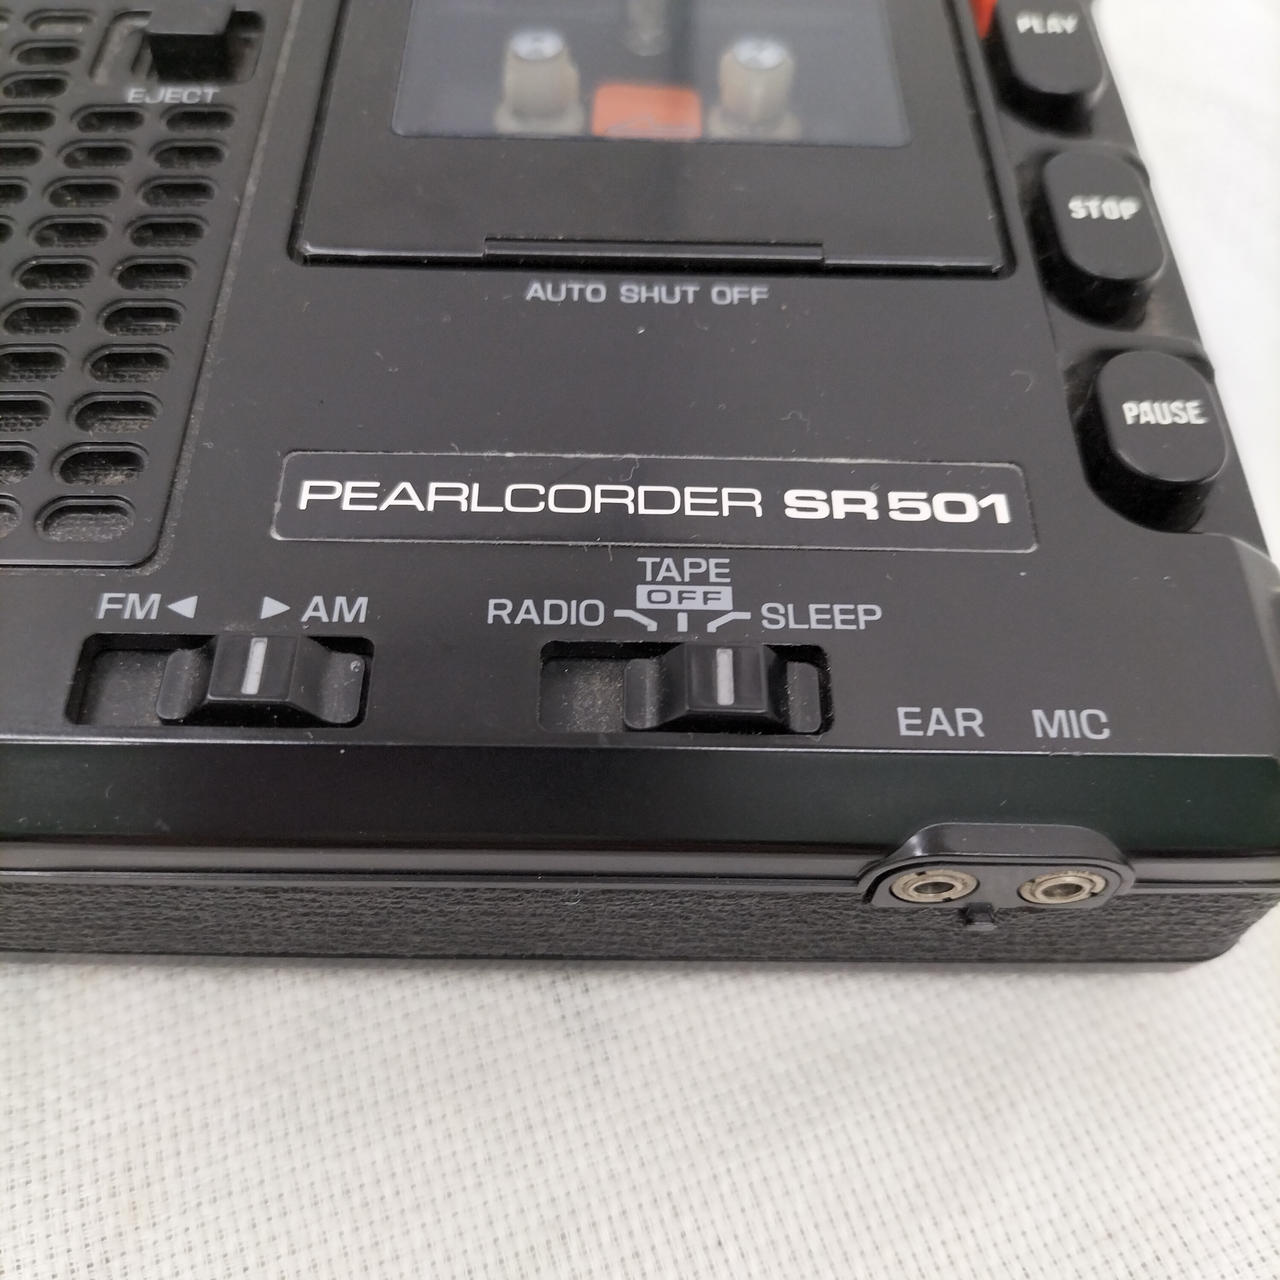 PLAY
EJECT
STOP
AUTO SHUT OFF
PAUSE
PEARLCORDER SR501
TAPE
OFF
FM◀ ▶AM
RADIO SLEEP
EAR MIC